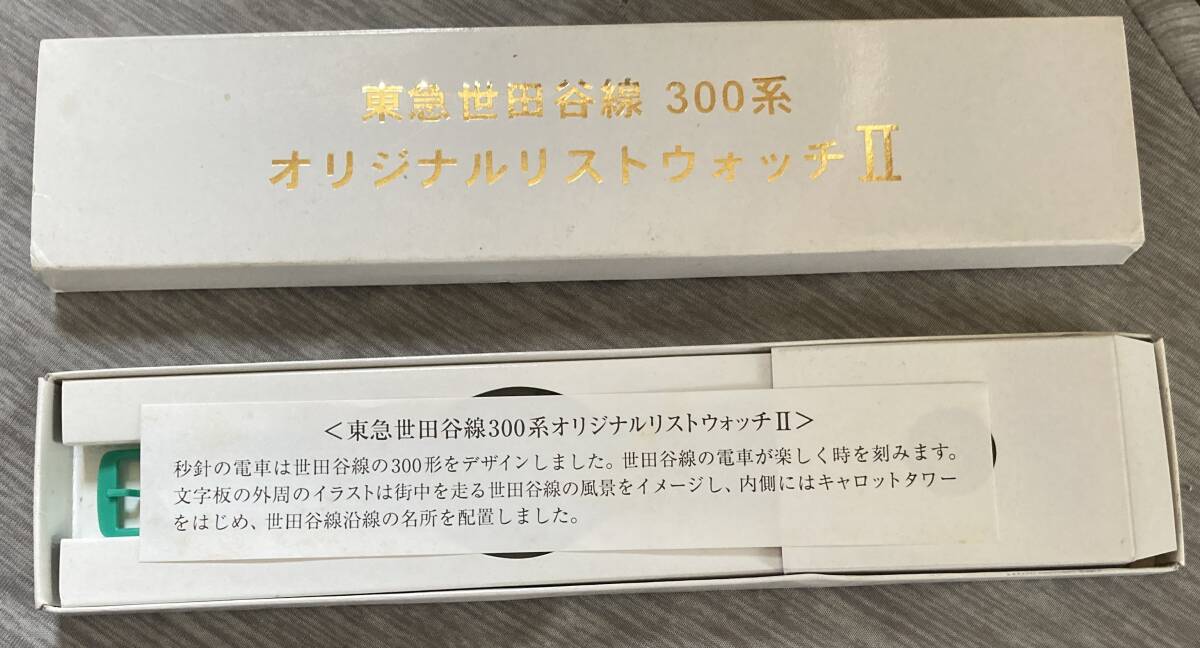 東急世田谷線 300系
オリジナルリストウォッチⅡ
＜東急世田谷線300系オリジナルリストウォッチⅡ＞
秒針の電車は世田谷線の300形をデザインしました。世田谷線の電車が楽しく時を刻みます。
文字板の外周のイラストは街中を走る世田谷線の風景をイメージし、内側にはキャロットタワー
をはじめ、世田谷線沿線の名所を配置しました。